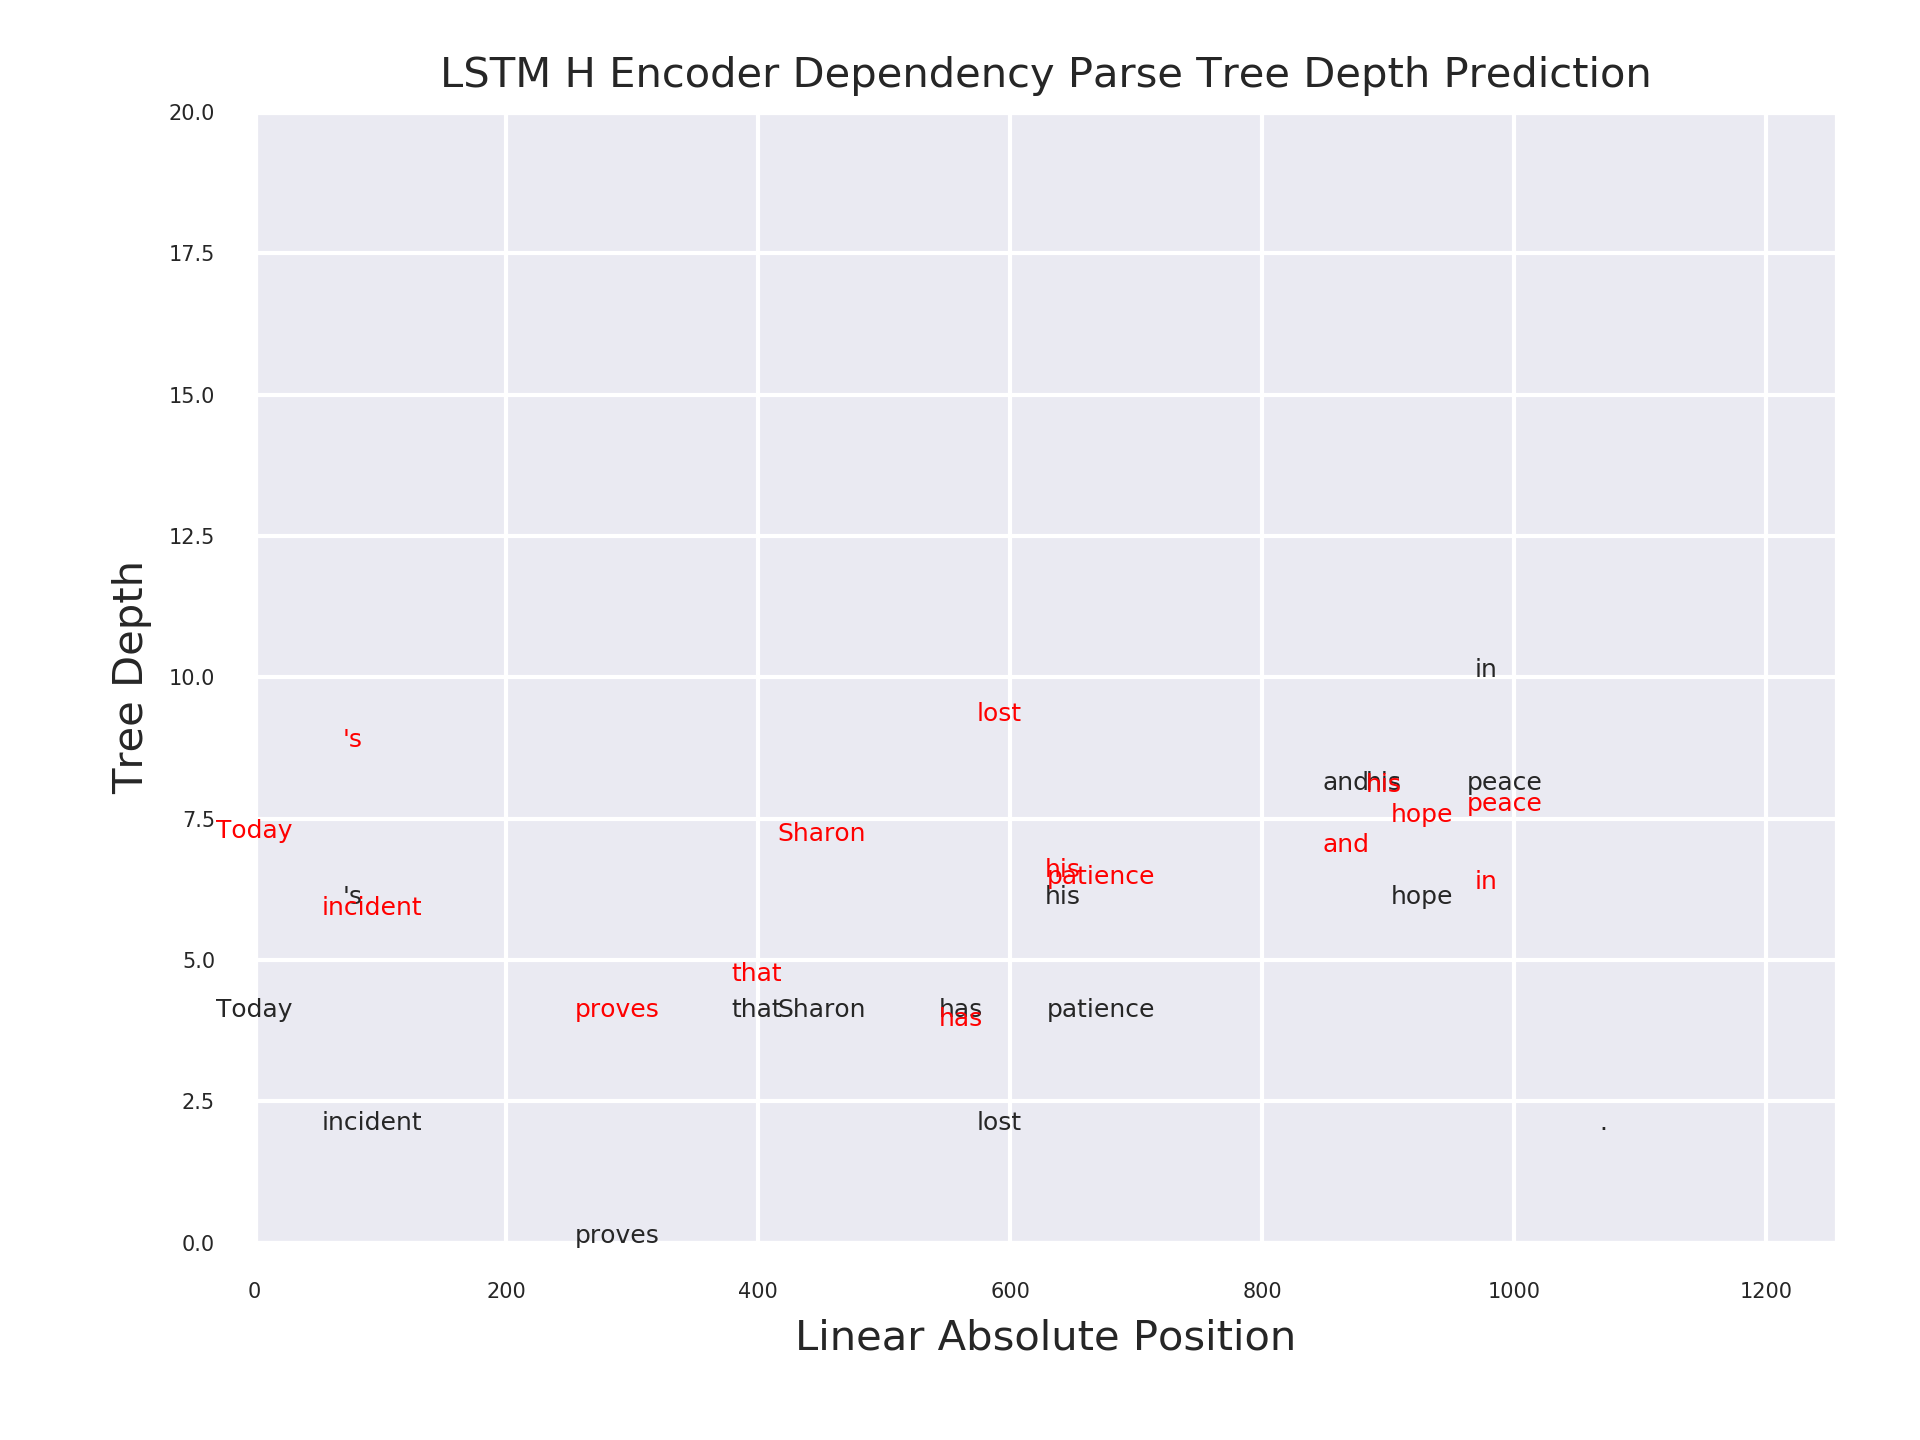 LSTM H Encoder Dependency Parse Tree Depth Prediction
20.0
17.5
15.0
12.5
10.0
7.5
5.0
2.5
0.0
Tree Depth
in
lost
's
and his his peace
peace
Today Sharon hope
and
his
patience in
's his hope
incident
that
Today proves that Sharon has patience
has
incident lost .
proves
0 200 400 600 800 1000 1200
Linear Absolute Position